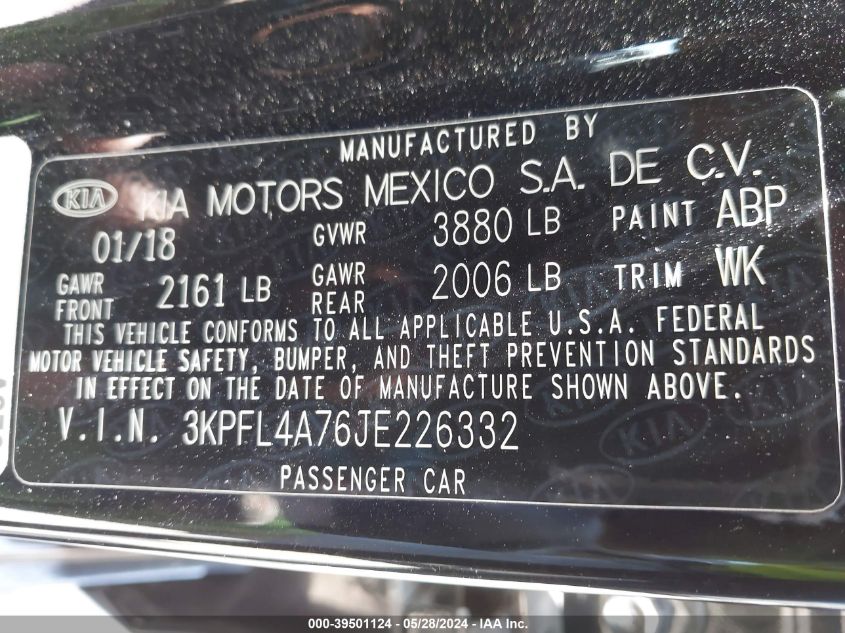 MANUFACTURED BY
KIA KIA MOTORS MEXICO S.A. DE C.V.
01/18 GVWR 3880 LB PAINT ABP
GAWR FRONT 2161 LB GAWR REAR 2006 LB TRIM WK
THIS VEHICLE CONFORMS TO ALL APPLICABLE U.S.A. FEDERAL
MOTOR VEHICLE SAFETY, BUMPER, AND THEFT PREVENTION STANDARDS
IN EFFECT ON THE DATE OF MANUFACTURE SHOWN ABOVE.
V.I.N. 3KPFL4A76JE226332
PASSENGER CAR
000-39501124 - 05/28/2024 - IAA Inc.